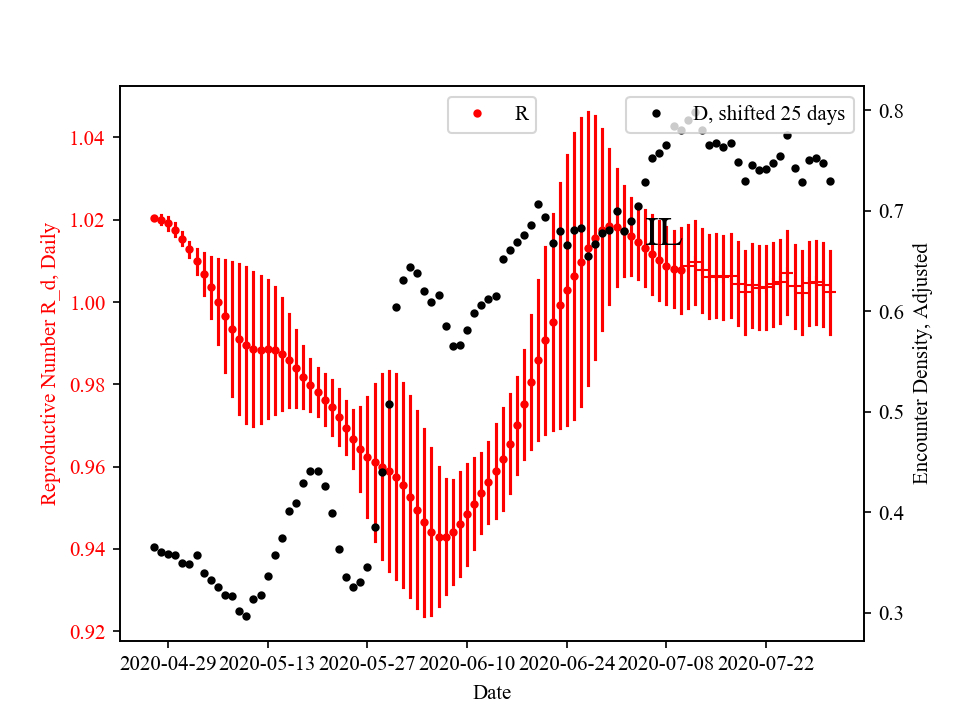 R
D, shifted 25 days
IL
Reproductive Number R_d, Daily
1.04
1.02
1.00
0.98
0.96
0.94
0.92
0.8
0.7
0.6
0.5
0.4
0.3
Encounter Density, Adjusted
2020-04-29 2020-05-13 2020-05-27 2020-06-10 2020-06-24 2020-07-08 2020-07-22
Date